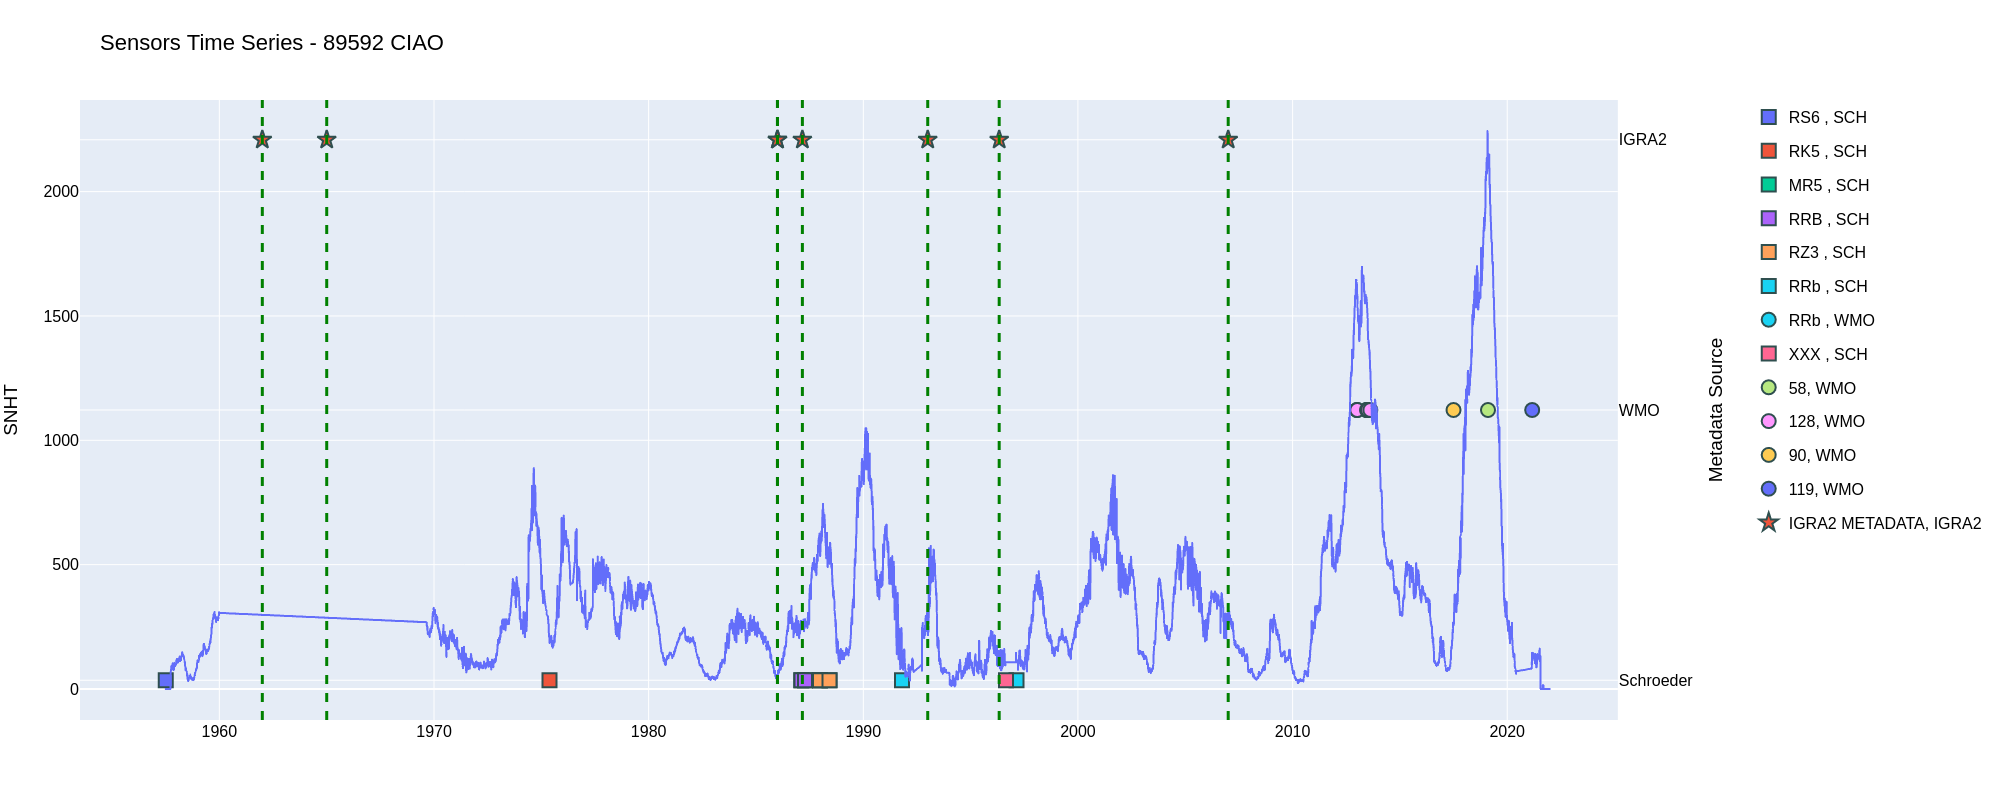 Sensors Time Series - 89592 CIAO
SNHT
2000
1500
1000
500
0
1960
1970
1980
1990
2000
2010
2020
IGRA2
WMO
Schroeder
Metadata Source
RS6 , SCH
RK5 , SCH
MR5 , SCH
RRB , SCH
RZ3 , SCH
RRb , SCH
RRb , WMO
XXX , SCH
58, WMO
128, WMO
90, WMO
119, WMO
IGRA2 METADATA, IGRA2